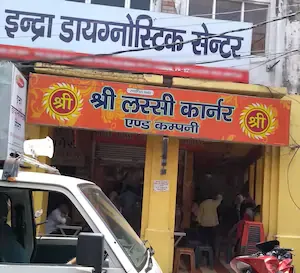 इन्द्रा डायग्नोस्टिक सेन्टर
श्री श्री लस्सी कार्नर श्री
एण्ड कम्पनी